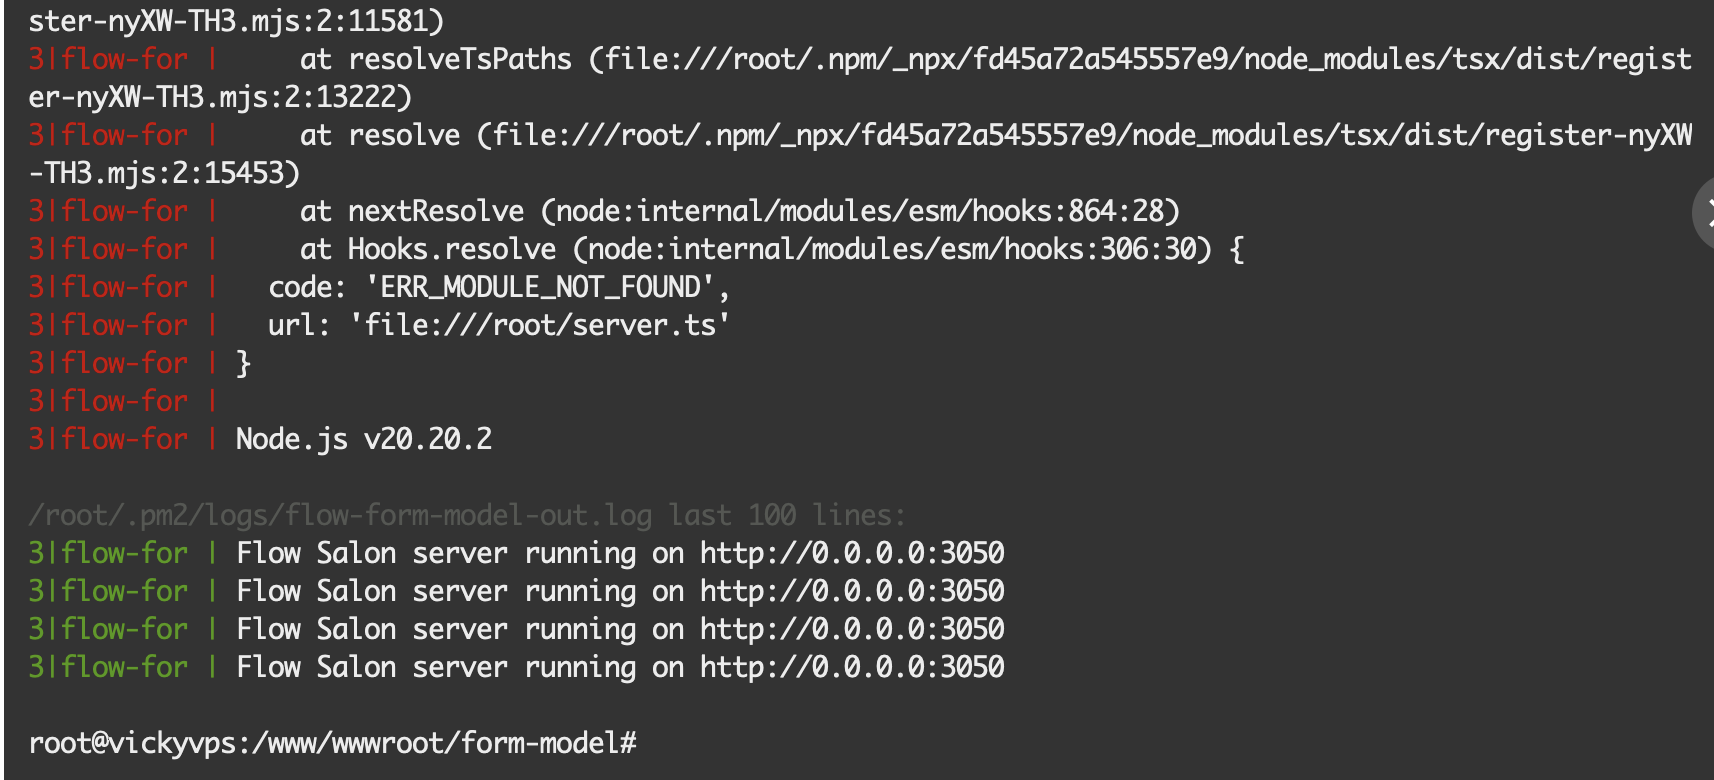 ster-nyXW-TH3.mjs:2:11581)
3|flow-for |     at resolveTsPaths (file:///root/.npm/_npx/fd45a72a545557e9/node_modules/tsx/dist/regist
er-nyXW-TH3.mjs:2:13222)
3|flow-for |     at resolve (file:///root/.npm/_npx/fd45a72a545557e9/node_modules/tsx/dist/register-nyXW
-TH3.mjs:2:15453)
3|flow-for |     at nextResolve (node:internal/modules/esm/hooks:864:28)
3|flow-for |     at Hooks.resolve (node:internal/modules/esm/hooks:306:30) {
3|flow-for |   code: 'ERR_MODULE_NOT_FOUND',
3|flow-for |   url: 'file:///root/server.ts'
3|flow-for | }
3|flow-for |
3|flow-for | Node.js v20.20.2
/root/.pm2/logs/flow-form-model-out.log last 100 lines:
3|flow-for | Flow Salon server running on http://0.0.0.0:3050
3|flow-for | Flow Salon server running on http://0.0.0.0:3050
3|flow-for | Flow Salon server running on http://0.0.0.0:3050
3|flow-for | Flow Salon server running on http://0.0.0.0:3050
root@vickyvps:/www/wwwroot/form-model#